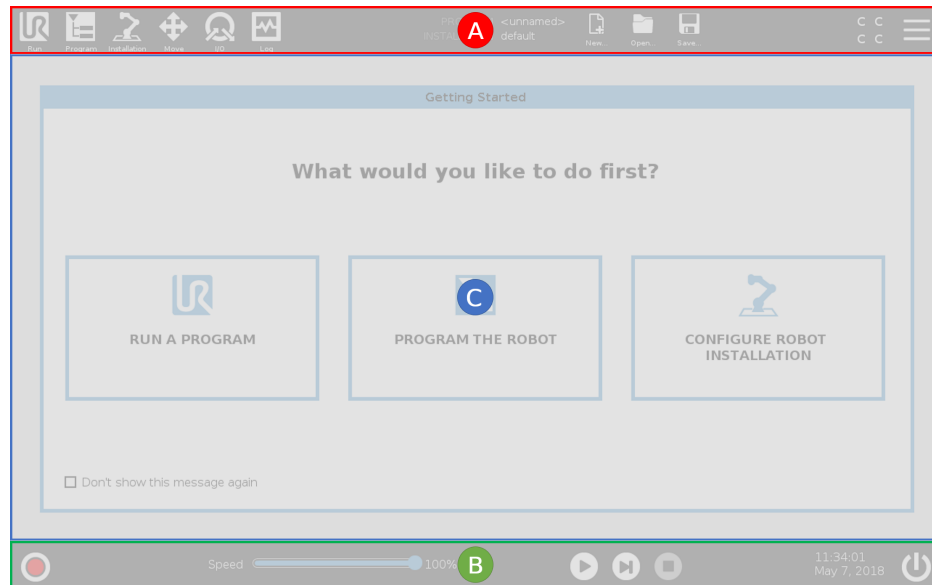 <unnamed>
default
A
Run
Program
Installation
Move
I/O
Log
New...
Open...
Save...
C C
C C
Getting Started
What would you like to do first?
C
RUN A PROGRAM
PROGRAM THE ROBOT
CONFIGURE ROBOT
INSTALLATION
Don't show this message again
Speed
100%
B
11:34:01
May 7, 2018